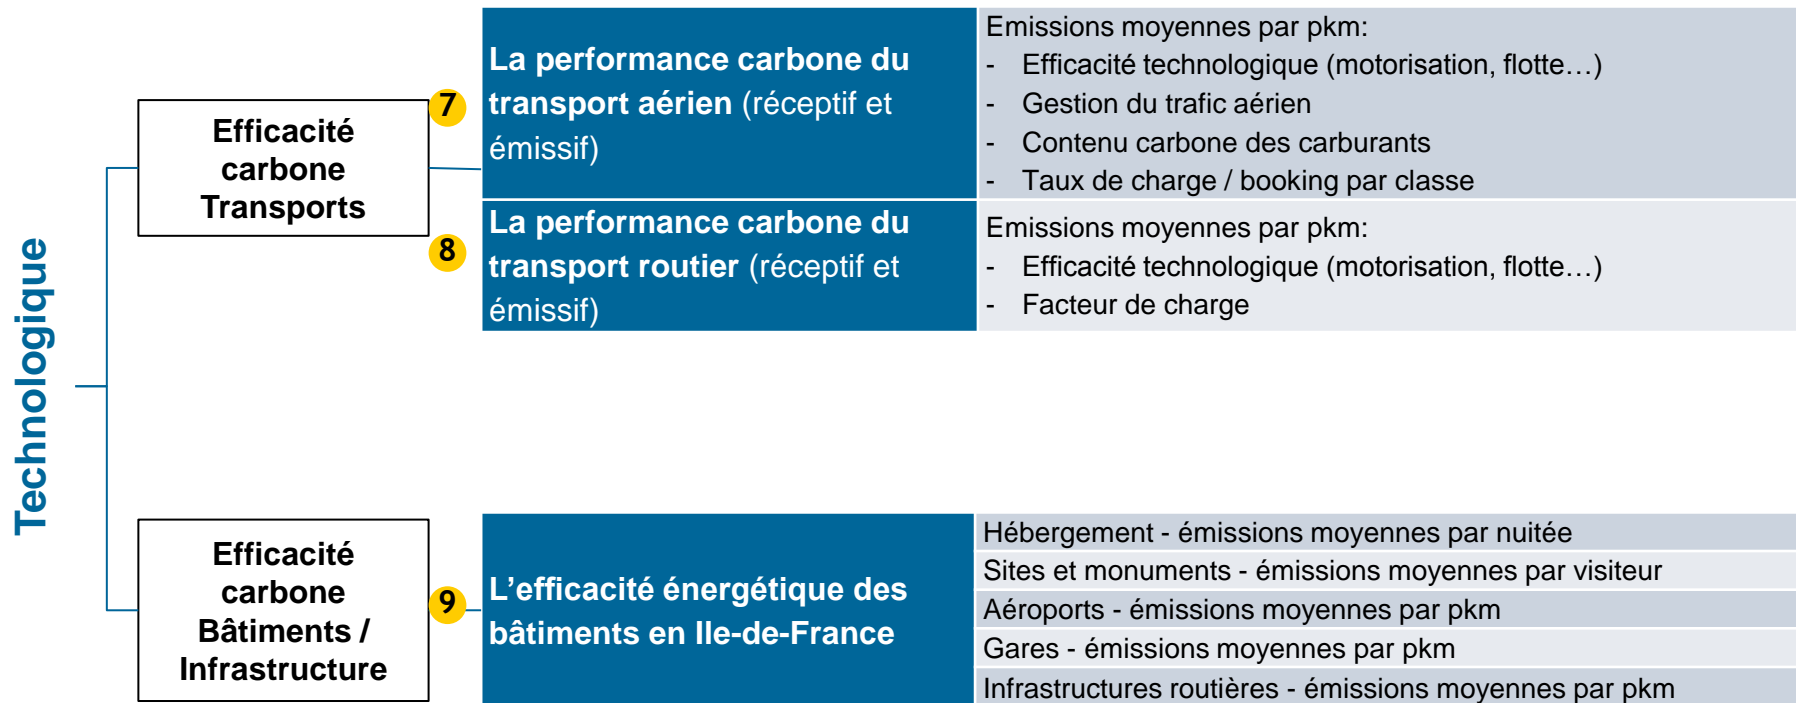 Technologique
Efficacité
carbone
Transports
7
La performance carbone du
transport aérien (réceptif et
émissif)
Emissions moyennes par pkm:
- Efficacité technologique (motorisation, flotte…)
- Gestion du trafic aérien
- Contenu carbone des carburants
- Taux de charge / booking par classe
8
La performance carbone du
transport routier (réceptif et
émissif)
Emissions moyennes par pkm:
- Efficacité technologique (motorisation, flotte…)
- Facteur de charge
Efficacité
carbone
Bâtiments /
Infrastructure
9
L’efficacité énergétique des
bâtiments en Ile-de-France
Hébergement - émissions moyennes par nuitée
Sites et monuments - émissions moyennes par visiteur
Aéroports - émissions moyennes par pkm
Gares - émissions moyennes par pkm
Infrastructures routières - émissions moyennes par pkm